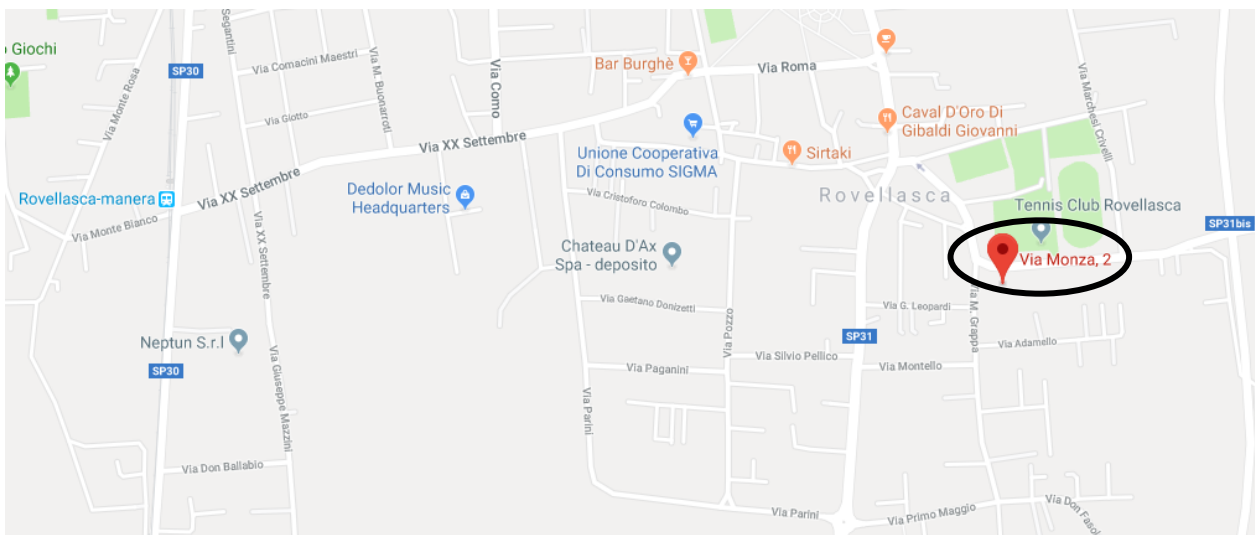 o Giochi
Segantini
SP30
Via Comacini Maestri
Via M. Buonarroti
Via Como
Bar Burghè
Via Roma
Via Monte Rosa
Via Giotto
Via XX Settembre
Unione Cooperativa
Di Consumo SIGMA
Sirtaki
Caval D'Oro Di
Gibaldi Giovanni
Via Marchesi Crivelli
Rovellasca-manera
Via XX Settembre
Dedolor Music
Headquarters
Via Cristoforo Colombo
Rovellasca
Tennis Club Rovellasca
SP31bis
Via Monte Bianco
Via XX Settembre
Chateau D'Ax
Spa - deposito
Via Monza, 2
Via Gaetano Donizetti
Via G. Leopardi
Via M. Grappa
Neptun S.r.l
SP30
Via Giuseppe Mazzini
Via Pozzo
SP31
Via Adamello
Via Silvio Pellico
Via Paganini
Via Montello
Via Parini
Via Don Ballabio
Via Parini
Via Primo Maggio
Via Don Fasol